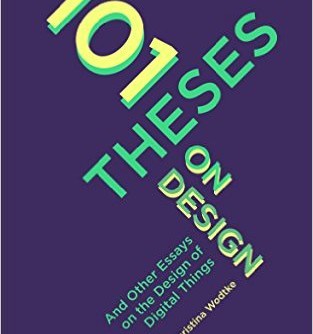 101
THESES
ON
DESIGN
And Other Essays
on the Design of
Digital Things
Christina Wodtke